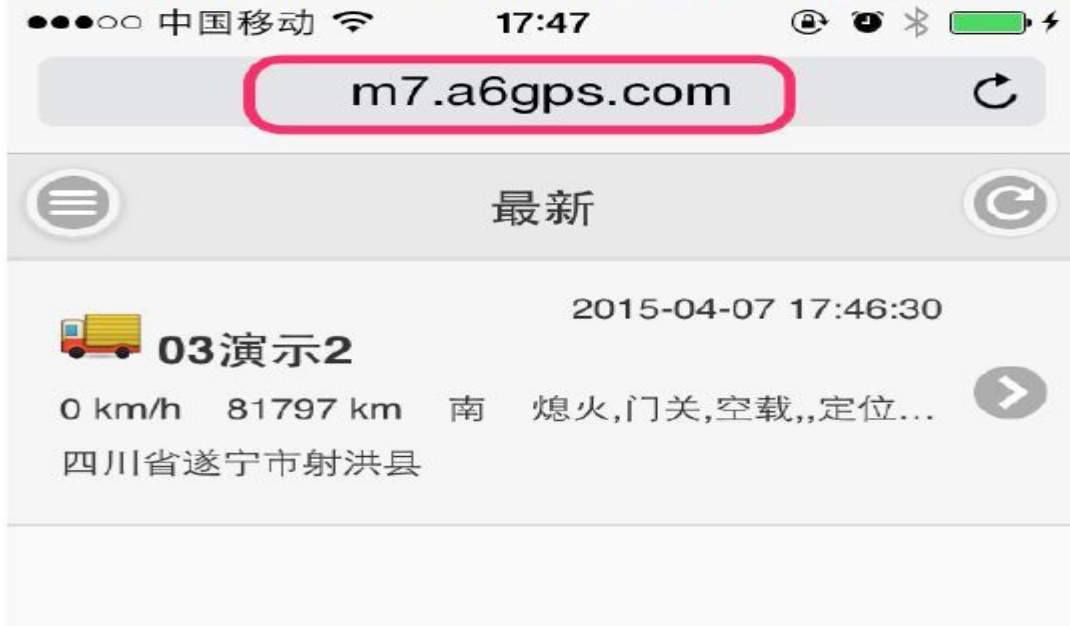 中国移动 17:47
m7.a6gps.com
最新
2015-04-07 17:46:30
03演示2
0 km/h 81797 km 南 熄火,门关,空载,,定位...
四川省遂宁市射洪县